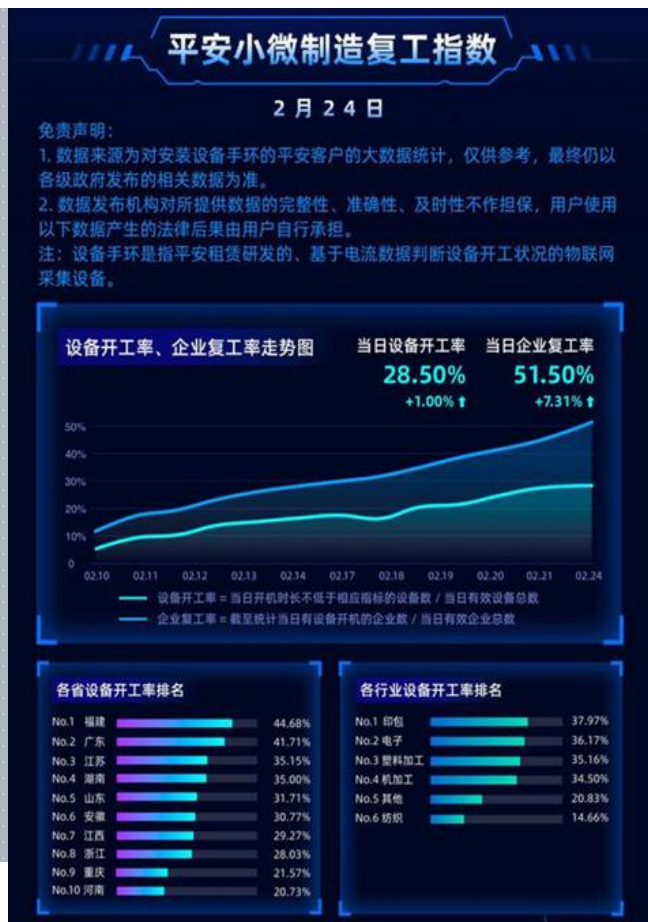 平安小微制造复工指数
2月24日
免责声明：
1. 数据来源为对安装设备手环的平安客户的大数据统计，仅供参考，最终仍以
各级政府发布的相关数据为准。
2. 数据发布机构对所提供数据的完整性、准确性、及时性不作担保，用户使用
以下数据产生的法律后果由用户自行承担。
注：设备手环是指平安租赁研发的、基于电流数据判断设备开工状况的物联网
采集设备。
设备开工率、企业复工率走势图
当日设备开工率 当日企业复工率
28.50% 51.50%
+1.00% ⬆ +7.31% ⬆
50%
40%
30%
20%
10%
0
02.10 02.11 02.12 02.13 02.14 02.17 02.18 02.19 02.20 02.21 02.24
设备开工率 = 当日开机时长不低于相应指标的设备数 / 当日有效设备总数
企业复工率 = 截至统计当日有设备开机的企业数 / 当日有效企业总数
各省设备开工率排名
No.1 福建 44.68%
No.2 广东 41.71%
No.3 江苏 35.15%
No.4 湖南 35.00%
No.5 山东 31.71%
No.6 安徽 30.77%
No.7 江西 29.27%
No.8 浙江 28.03%
No.9 重庆 21.57%
No.10 河南 20.73%
各行业设备开工率排名
No.1 印包 37.97%
No.2 电子 36.17%
No.3 塑料加工 35.16%
No.4 机加工 34.50%
No.5 其他 20.83%
No.6 纺织 14.66%